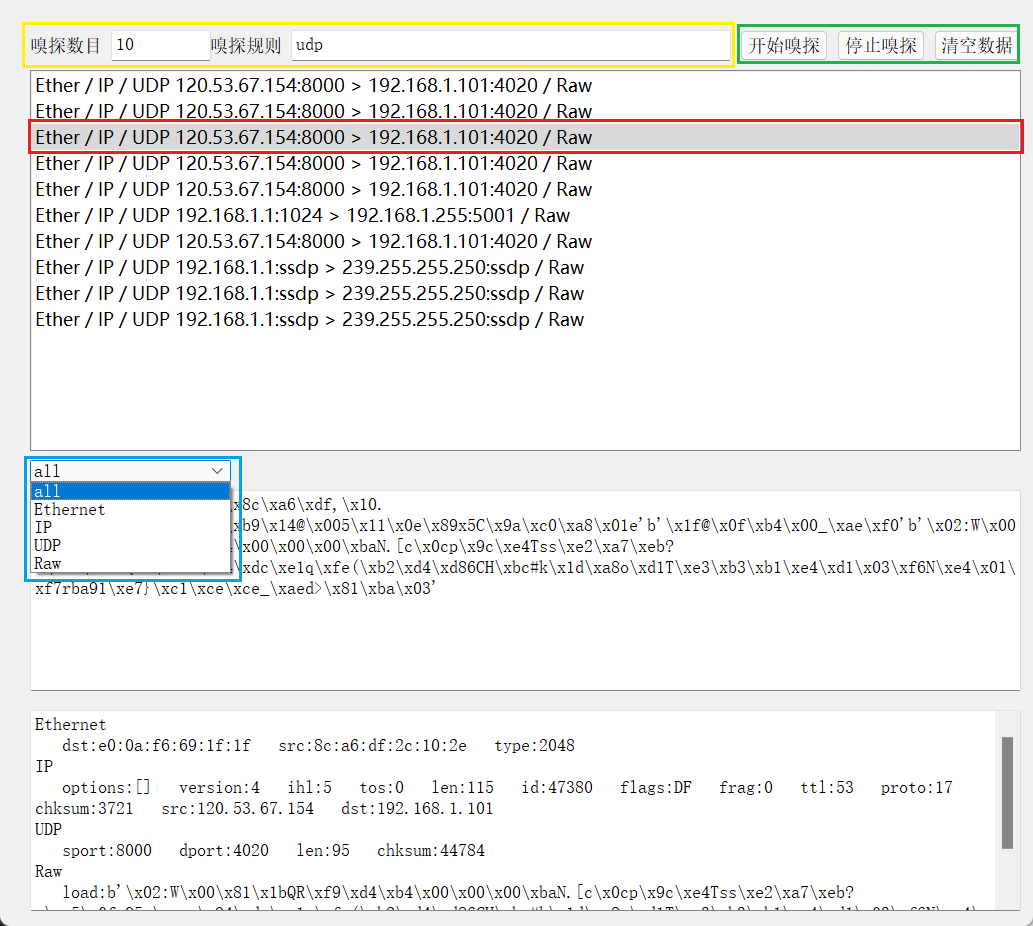 嗅探数目 10 嗅探规则 udp 开始嗅探 停止嗅探 清空数据
Ether / IP / UDP 120.53.67.154:8000 > 192.168.1.101:4020 / Raw
Ether / IP / UDP 120.53.67.154:8000 > 192.168.1.101:4020 / Raw
Ether / IP / UDP 120.53.67.154:8000 > 192.168.1.101:4020 / Raw
Ether / IP / UDP 120.53.67.154:8000 > 192.168.1.101:4020 / Raw
Ether / IP / UDP 120.53.67.154:8000 > 192.168.1.101:4020 / Raw
Ether / IP / UDP 192.168.1.1:1024 > 192.168.1.255:5001 / Raw
Ether / IP / UDP 120.53.67.154:8000 > 192.168.1.101:4020 / Raw
Ether / IP / UDP 192.168.1.1:ssdp > 239.255.255.250:ssdp / Raw
Ether / IP / UDP 192.168.1.1:ssdp > 239.255.255.250:ssdp / Raw
Ether / IP / UDP 192.168.1.1:ssdp > 239.255.255.250:ssdp / Raw
all
all
Ethernet
IP
UDP
Raw
x8c\xa6\xdf,\x10.
xb9\x14@\x005\x11\x0e\x89x5C\x9a\xc0\xa8\x01e'b'\x1f@\x0f\xb4\x00_\xae\xf0'b'\x02:W\x00
x00\x00\x00\xbaN.[c\x0cp\x9c\xe4Tss\xe2\xa7\xeb?
xdc\xe1q\xfe(\xb2\xd4\xd86CH\xbc#k\x1d\xa8o\xd1T\xe3\xb3\xb1\xe4\xd1\x03\xf6N\xe4\x01\
xf7rba91\xe7}\xc1\xce\xce_\xaed>\x81\xba\x03'
Ethernet
dst:e0:0a:f6:69:1f:1f src:8c:a6:df:2c:10:2e type:2048
IP
options:[] version:4 ihl:5 tos:0 len:115 id:47380 flags:DF frag:0 ttl:53 proto:17
chksum:3721 src:120.53.67.154 dst:192.168.1.101
UDP
sport:8000 dport:4020 len:95 chksum:44784
Raw
load:b'\x02:W\x00\x81\x1bQR\xf9\xd4\xb4\x00\x00\x00\xbaN.[c\x0cp\x9c\xe4Tss\xe2\xa7\xeb?